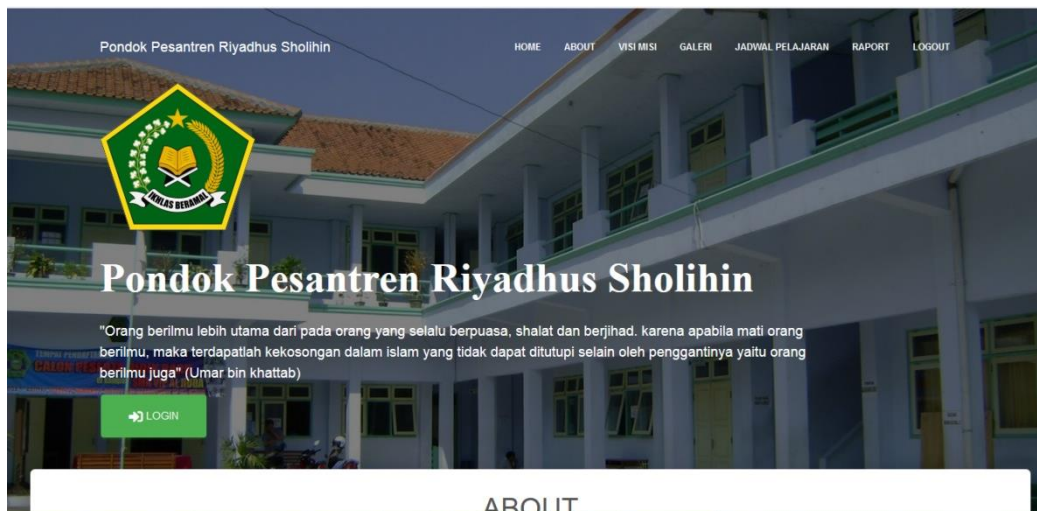 Pondok Pesantren Riyadhus Sholihin
HOME ABOUT VISI MISI GALERI JADWAL PELAJARAN RAPORT LOGOUT
IKHLAS BERAMAL
Pondok Pesantren Riyadhus Sholihin
"Orang berilmu lebih utama dari pada orang yang selalu berpuasa, shalat dan berjihad. karena apabila mati orang
berilmu, maka terdapatlah kekosongan dalam islam yang tidak dapat ditutupi selain oleh penggantinya yaitu orang
berilmu juga" (Umar bin khattab)
LOGIN
ABOUT